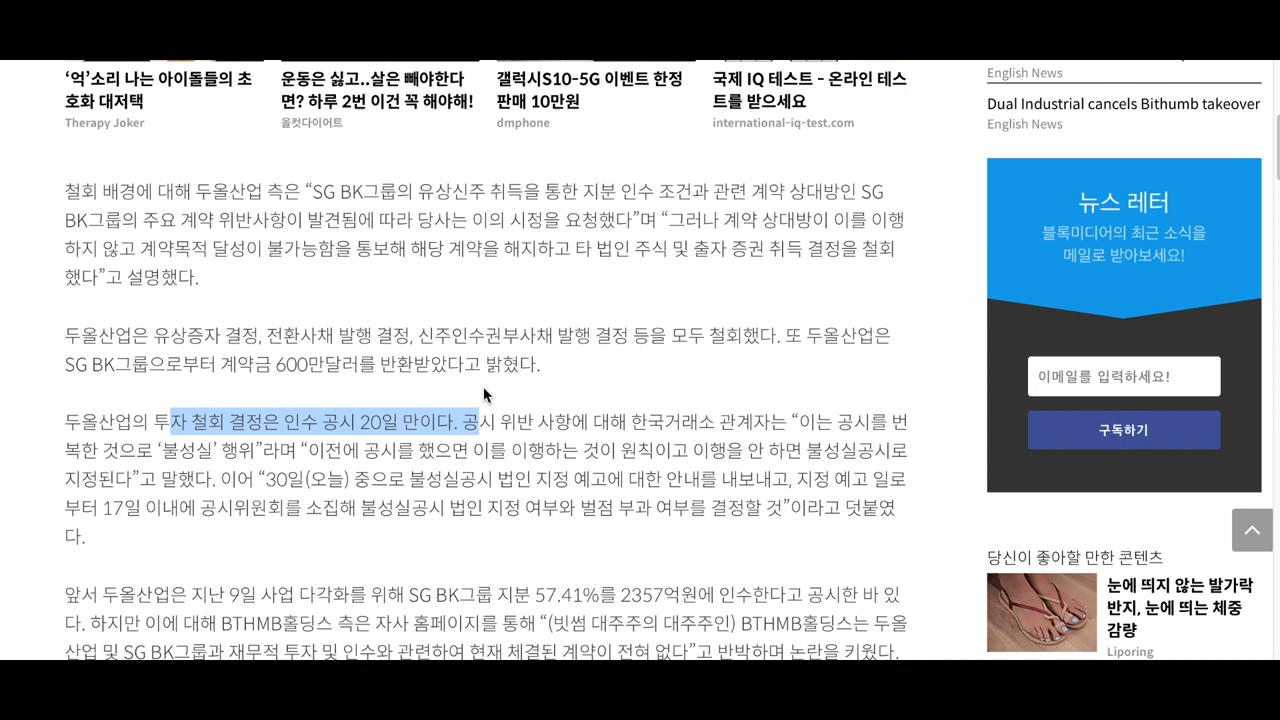 ‘억’소리 나는 아이돌들의 초
호화 대저택
Therapy Joker
운동은 싫고..살은 빼야한다
면? 하루 2번 이건 꼭 해야해!
올컷다이어트
갤럭시S10-5G 이벤트 한정
판매 10만원
dmphone
국제 IQ 테스트 - 온라인 테스
트를 받으세요
international-iq-test.com
철회 배경에 대해 두올산업 측은 “SG BK그룹의 유상신주 취득을 통한 지분 인수 조건과 관련 계약 상대방인 SG
BK그룹의 주요 계약 위반사항이 발견됨에 따라 당사는 이의 시정을 요청했다”며 “그러나 계약 상대방이 이를 이행
하지 않고 계약목적 달성이 불가능함을 통보해 해당 계약을 해지하고 타 법인 주식 및 출자 증권 취득 결정을 철회
했다”고 설명했다.
두올산업은 유상증자 결정, 전환사채 발행 결정, 신주인수권부사채 발행 결정 등을 모두 철회했다. 또 두올산업은
SG BK그룹으로부터 계약금 600만달러를 반환받았다고 밝혔다.
두올산업의 투자 철회 결정은 인수 공시 20일 만이다. 공시 위반 사항에 대해 한국거래소 관계자는 “이는 공시를 번
복한 것으로 ‘불성실’ 행위”라며 “이전에 공시를 했으면 이를 이행하는 것이 원칙이고 이행을 안 하면 불성실공시로
지정된다”고 말했다. 이어 “30일(오늘) 중으로 불성실공시 법인 지정 예고에 대한 안내를 내보내고, 지정 예고 일로
부터 17일 이내에 공시위원회를 소집해 불성실공시 법인 지정 여부와 벌점 부과 여부를 결정할 것”이라고 덧붙였
다.
앞서 두올산업은 지난 9일 사업 다각화를 위해 SG BK그룹 지분 57.41%를 2357억원에 인수한다고 공시한 바 있
다. 하지만 이에 대해 BTHMB홀딩스 측은 자사 홈페이지를 통해 “(빗썸 대주주의 대주주인) BTHMB홀딩스는 두올
산업 및 SG BK그룹과 재무적 투자 및 인수와 관련하여 현재 체결된 계약이 전혀 없다”고 반박하며 논란을 키웠다.
English News
Dual Industrial cancels Bithumb takeover
English News
뉴스 레터
블록미디어의 최근 소식을
메일로 받아보세요!
이메일를 입력하세요!
구독하기
당신이 좋아할 만한 콘텐츠
눈에 띄지 않는 발가락
반지, 눈에 띄는 체중
감량
Liporing